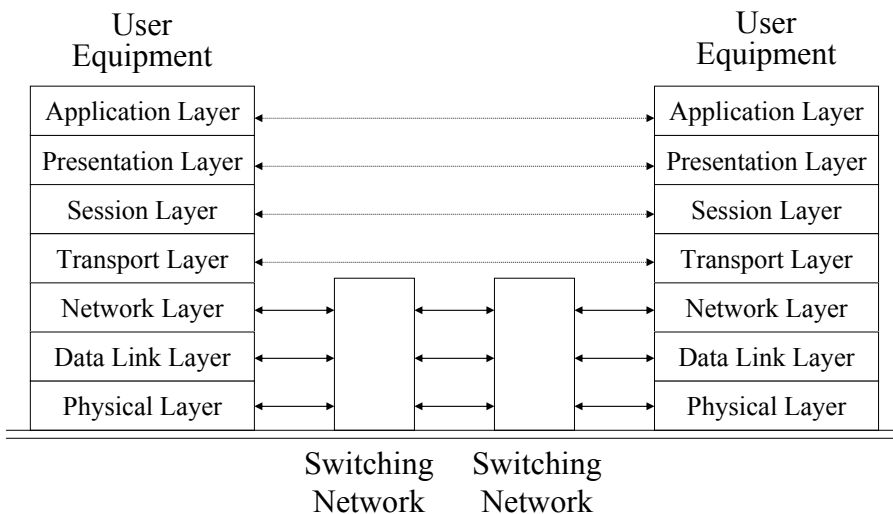 User
Equipment
Application Layer
Presentation Layer
Session Layer
Transport Layer
Network Layer
Data Link Layer
Physical Layer
User
Equipment
Application Layer
Presentation Layer
Session Layer
Transport Layer
Network Layer
Data Link Layer
Physical Layer
Switching
Network
Switching
Network